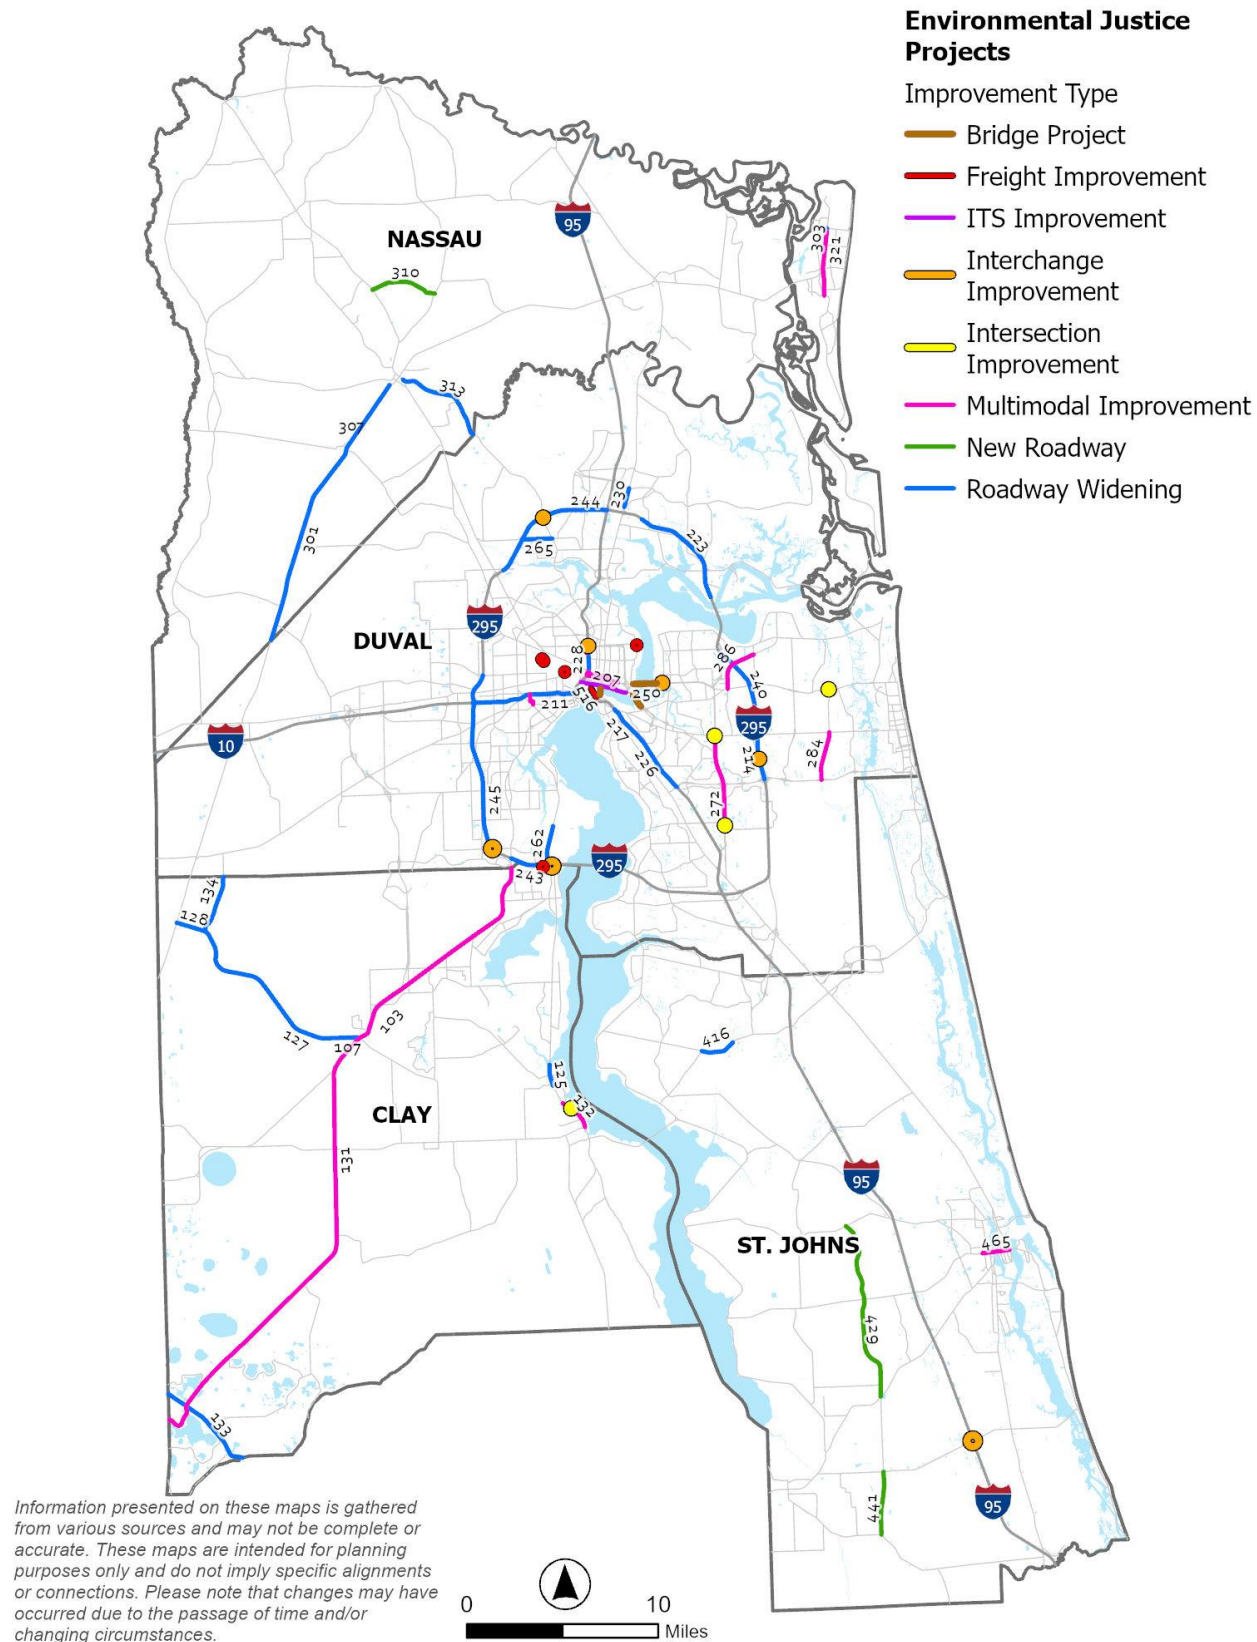 Environmental Justice
Projects
Improvement Type
Bridge Project
Freight Improvement
ITS Improvement
Interchange
Improvement
Intersection
Improvement
Multimodal Improvement
New Roadway
Roadway Widening
95
NASSAU
303
321
310
313
307
301
244
230
265
223
295
DUVAL
228
286
207
240
250
516
211
217
295
10
226
214
284
245
272
262
295
243
134
128
103
127
107
416
125
132
CLAY
131
95
ST. JOHNS
465
429
133
441
95
Information presented on these maps is gathered
from various sources and may not be complete or
accurate. These maps are intended for planning
purposes only and do not imply specific alignments
or connections. Please note that changes may have
occurred due to the passage of time and/or
changing circumstances.
0 10
Miles